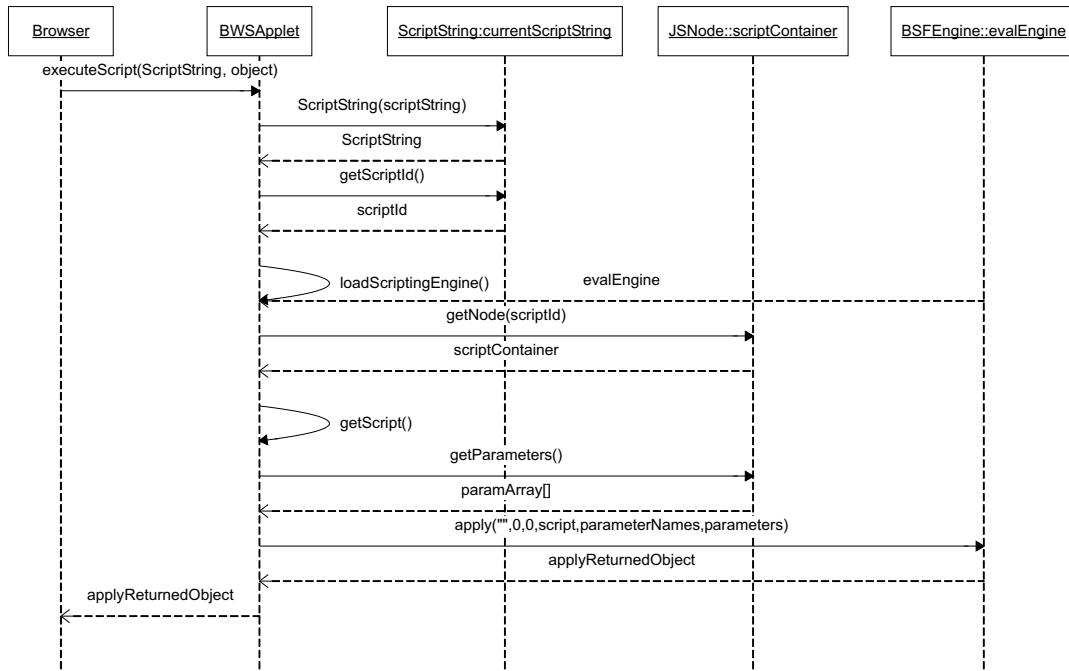 Browser
BWSApplet
ScriptString:currentScriptString
JSNode::scriptContainer
BSFEngine::evalEngine
executeScript(ScriptString, object)
ScriptString(scriptString)
ScriptString
getScriptId()
scriptId
loadScriptingEngine()
evalEngine
getNode(scriptId)
scriptContainer
getScript()
getParameters()
paramArray[]
apply("",0,0,script,parameterNames,parameters)
applyReturnedObject
applyReturnedObject